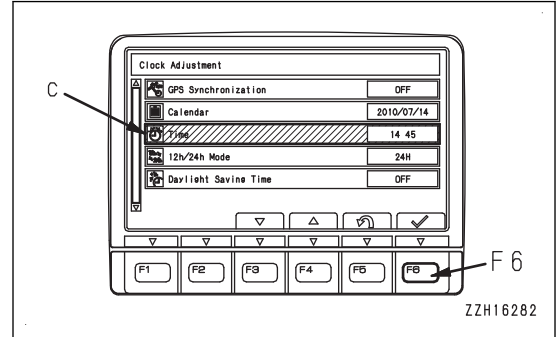 Clock Adjustment
C
GPS Synchronization OFF
Calendar 2010/07/14
Time 14 45
12h/24h Mode 24H
Daylight Saving Time OFF
F1 F2 F3 F4 F5 F6
F6
ZZH16282